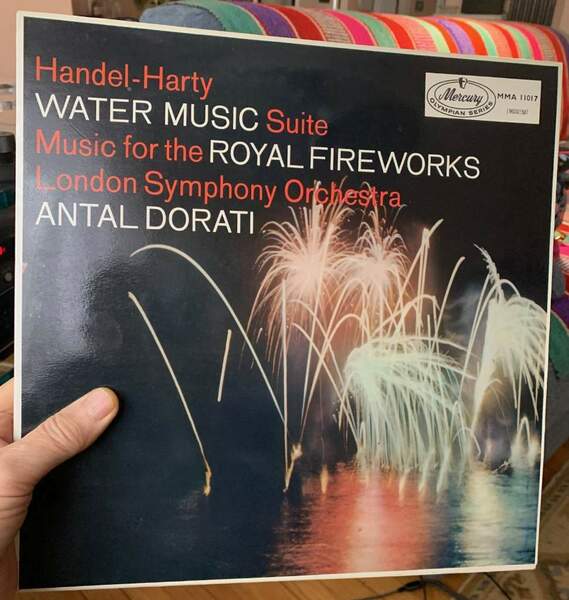 Handel-Harty
WATER MUSIC Suite
Music for the ROYAL FIREWORKS
London Symphony Orchestra
ANTAL DORATI
Mercury
OLYMPIAN SERIES
MMA 11017